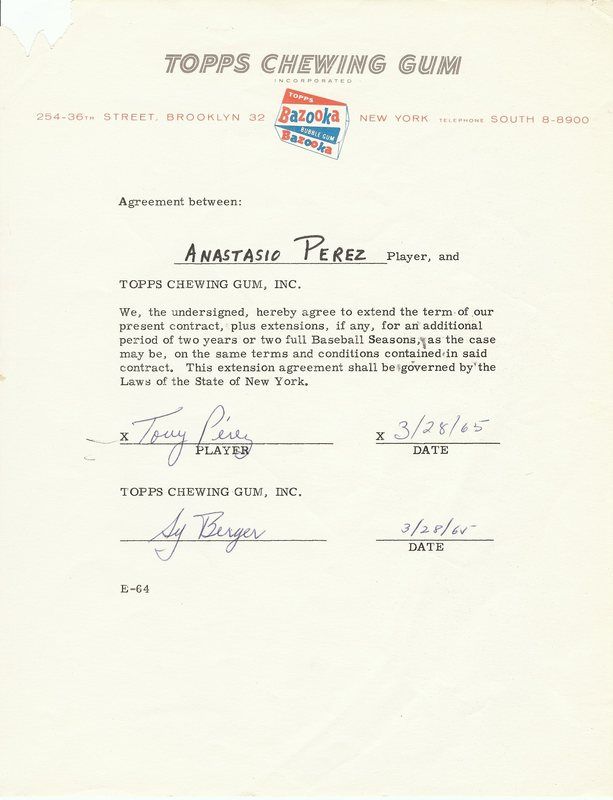 TOPPS CHEWING GUM
INCORPORATED
254-36TH STREET, BROOKLYN 32
TOPPS
Bazooka
BUBBLE GUM
Bazooka
NEW YORK TELEPHONE SOUTH 8-8900
Agreement between:
ANASTASIO PEREZ Player, and
TOPPS CHEWING GUM, INC.
We, the undersigned, hereby agree to extend the term of our
present contract, plus extensions, if any, for an additional
period of two years or two full Baseball Seasons, as the case
may be, on the same terms and conditions contained in said
contract. This extension agreement shall be governed by the
Laws of the State of New York.
X Tony Pérez X 3/28/65
PLAYER DATE
TOPPS CHEWING GUM, INC.
Sy Berger 3/28/65
DATE
E-64